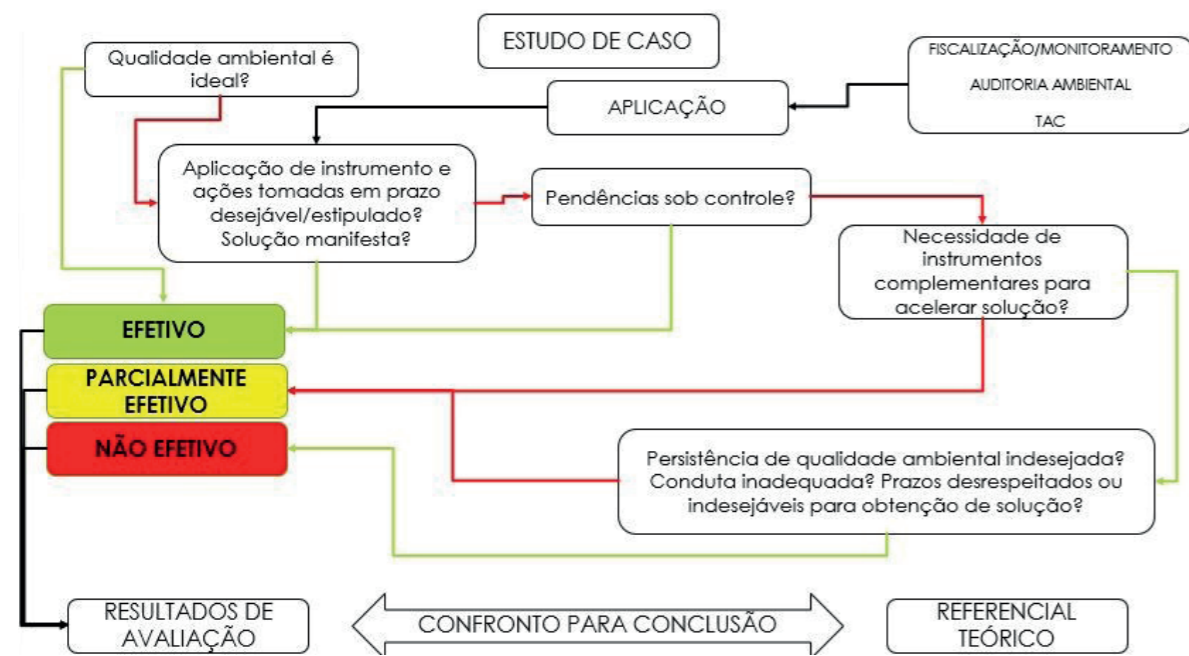 ESTUDO DE CASO
Qualidade ambiental é
ideal?
FISCALIZAÇÃO/MONITORAMENTO
AUDITORIA AMBIENTAL
TAC
APLICAÇÃO
Aplicação de instrumento e
ações tomadas em prazo
desejável/estipulado?
Solução manifesta?
Pendências sob controle?
Necessidade de
instrumentos
complementares para
acelerar solução?
EFETIVO
PARCIALMENTE
EFETIVO
NÃO EFETIVO
Persistência de qualidade ambiental indesejada?
Conduta inadequada? Prazos desrespeitados ou
indesejáveis para obtenção de solução?
RESULTADOS DE
AVALIAÇÃO
CONFRONTO PARA CONCLUSÃO
REFERENCIAL
TEÓRICO